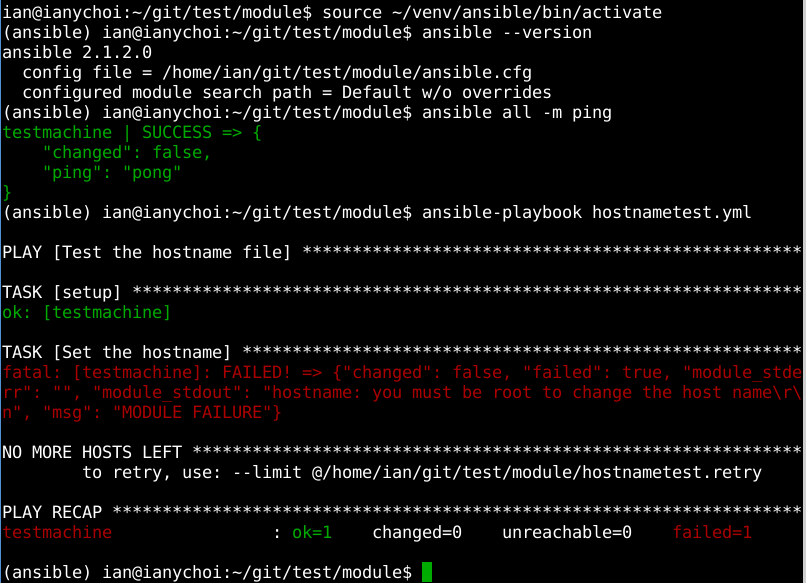 ian@ianychoi:~/git/test/module$ source ~/venv/ansible/bin/activate
(ansible) ian@ianychoi:~/git/test/module$ ansible --version
ansible 2.1.2.0
  config file = /home/ian/git/test/module/ansible.cfg
  configured module search path = Default w/o overrides
(ansible) ian@ianychoi:~/git/test/module$ ansible all -m ping
testmachine | SUCCESS => {
    "changed": false,
    "ping": "pong"
}
(ansible) ian@ianychoi:~/git/test/module$ ansible-playbook hostnametest.yml
PLAY [Test the hostname file] **************************************************
TASK [setup] *******************************************************************
ok: [testmachine]
TASK [Set the hostname] ********************************************************
fatal: [testmachine]: FAILED! => {"changed": false, "failed": true, "module_stde
rr": "", "module_stdout": "hostname: you must be root to change the host name\r\
n", "msg": "MODULE FAILURE"}
NO MORE HOSTS LEFT *************************************************************
        to retry, use: --limit @/home/ian/git/test/module/hostnametest.retry
PLAY RECAP *********************************************************************
testmachine                : ok=1    changed=0    unreachable=0    failed=1
(ansible) ian@ianychoi:~/git/test/module$